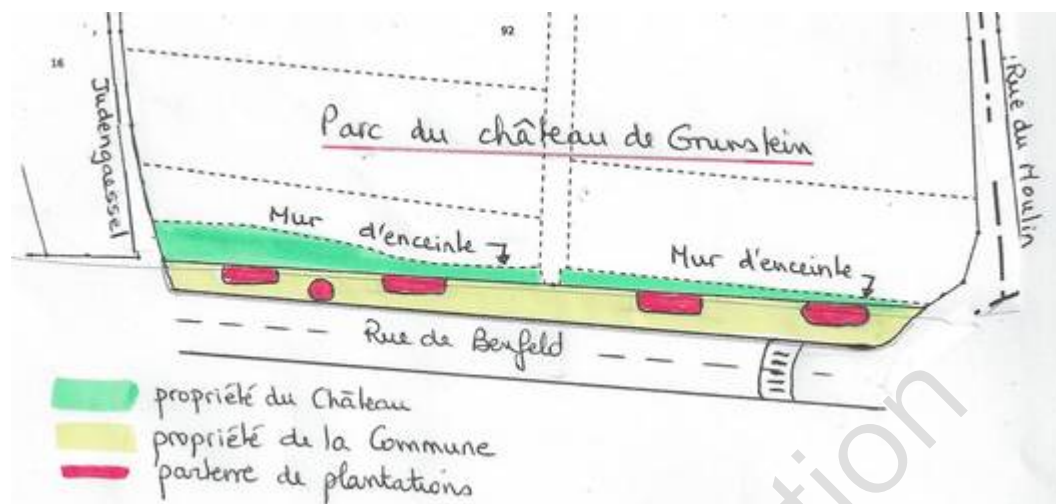 92
16
Judengaessel
Rue du Moulin
Parc du château de Grunstein
Mur d'enceinte
Mur d'enceinte
Rue de Benfeld
propriété du Château
propriété de la Commune
parterre de plantations
tion